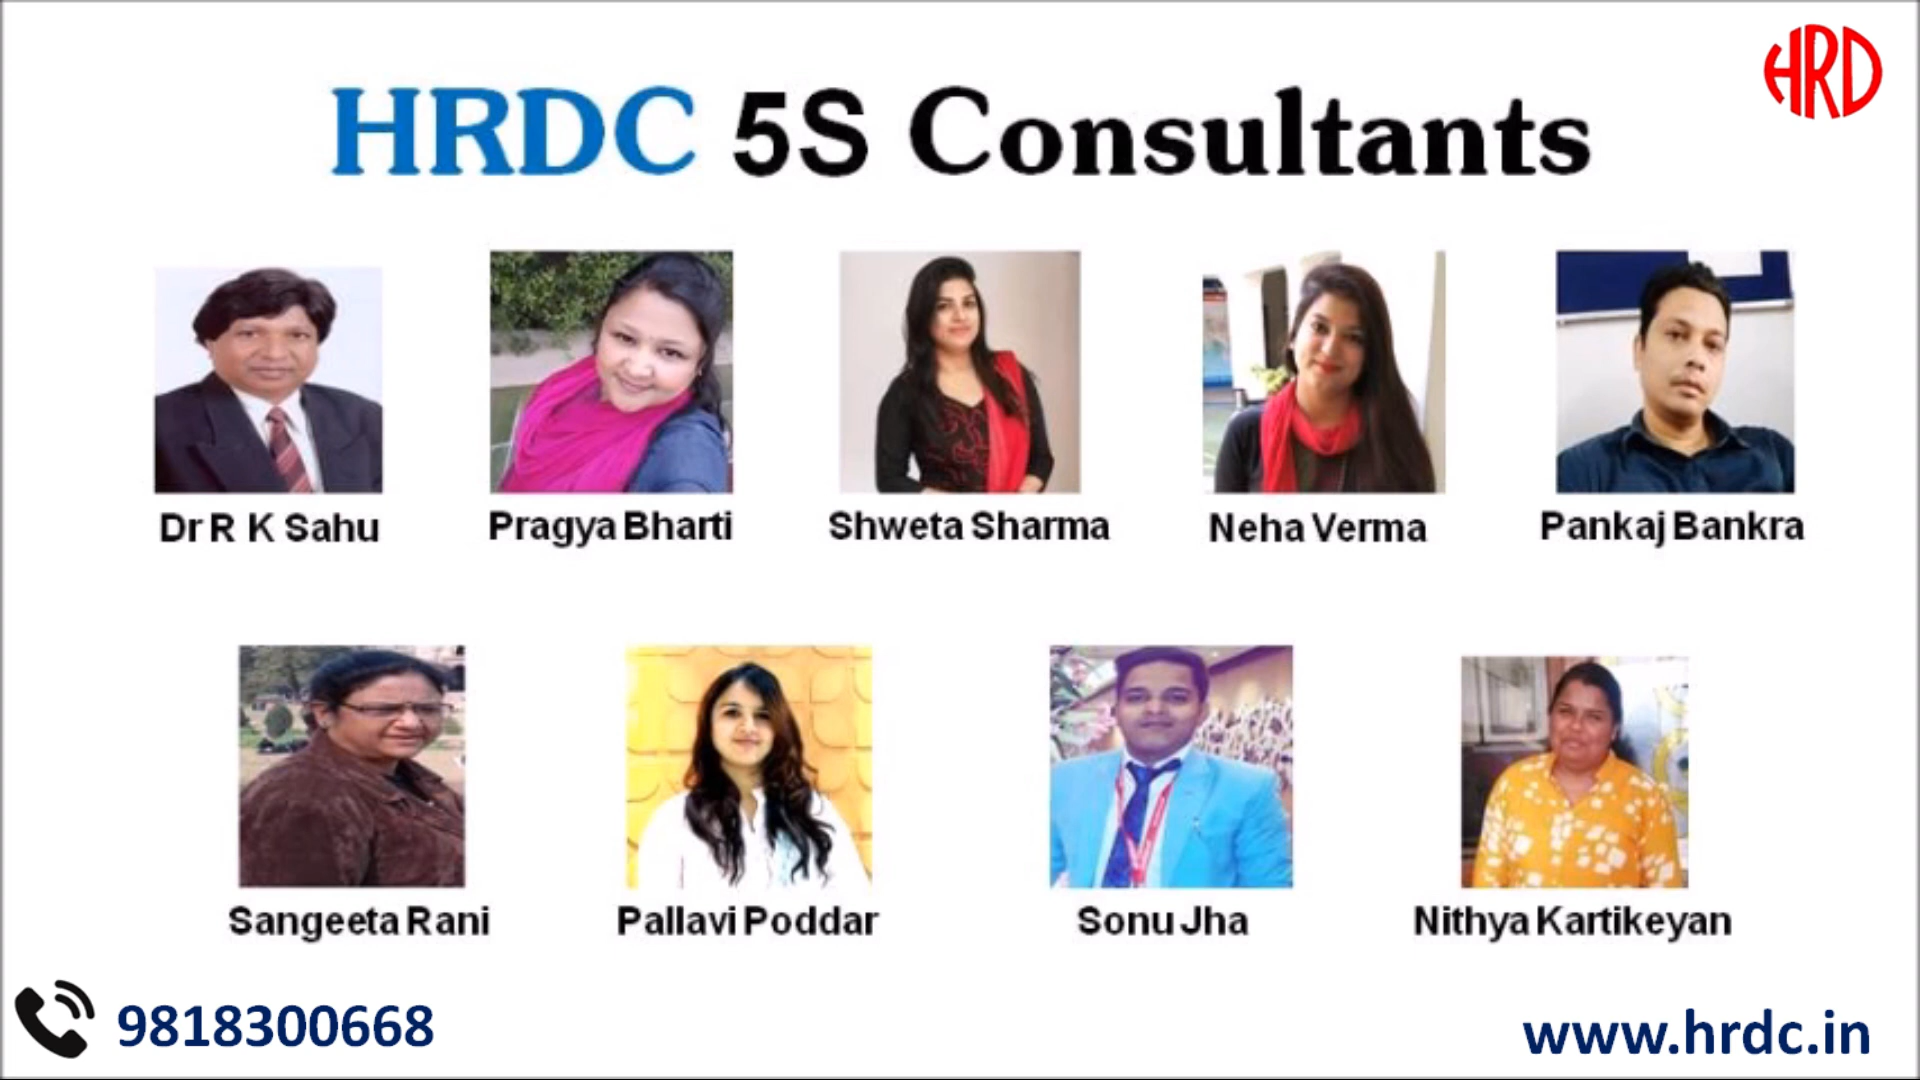 HRD
HRDC 5S Consultants
Dr R K Sahu
Pragya Bharti
Shweta Sharma
Neha Verma
Pankaj Bankra
Sangeeta Rani
Pallavi Poddar
Sonu Jha
Nithya Kartikeyan
9818300668
www.hrdc.in